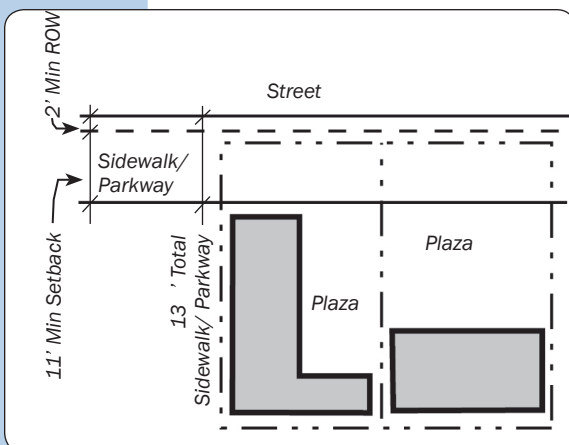 2' Min ROW
Street
Sidewalk/
Parkway
11' Min Setback
13 ' Total
Sidewalk/ Parkway
Plaza
Plaza